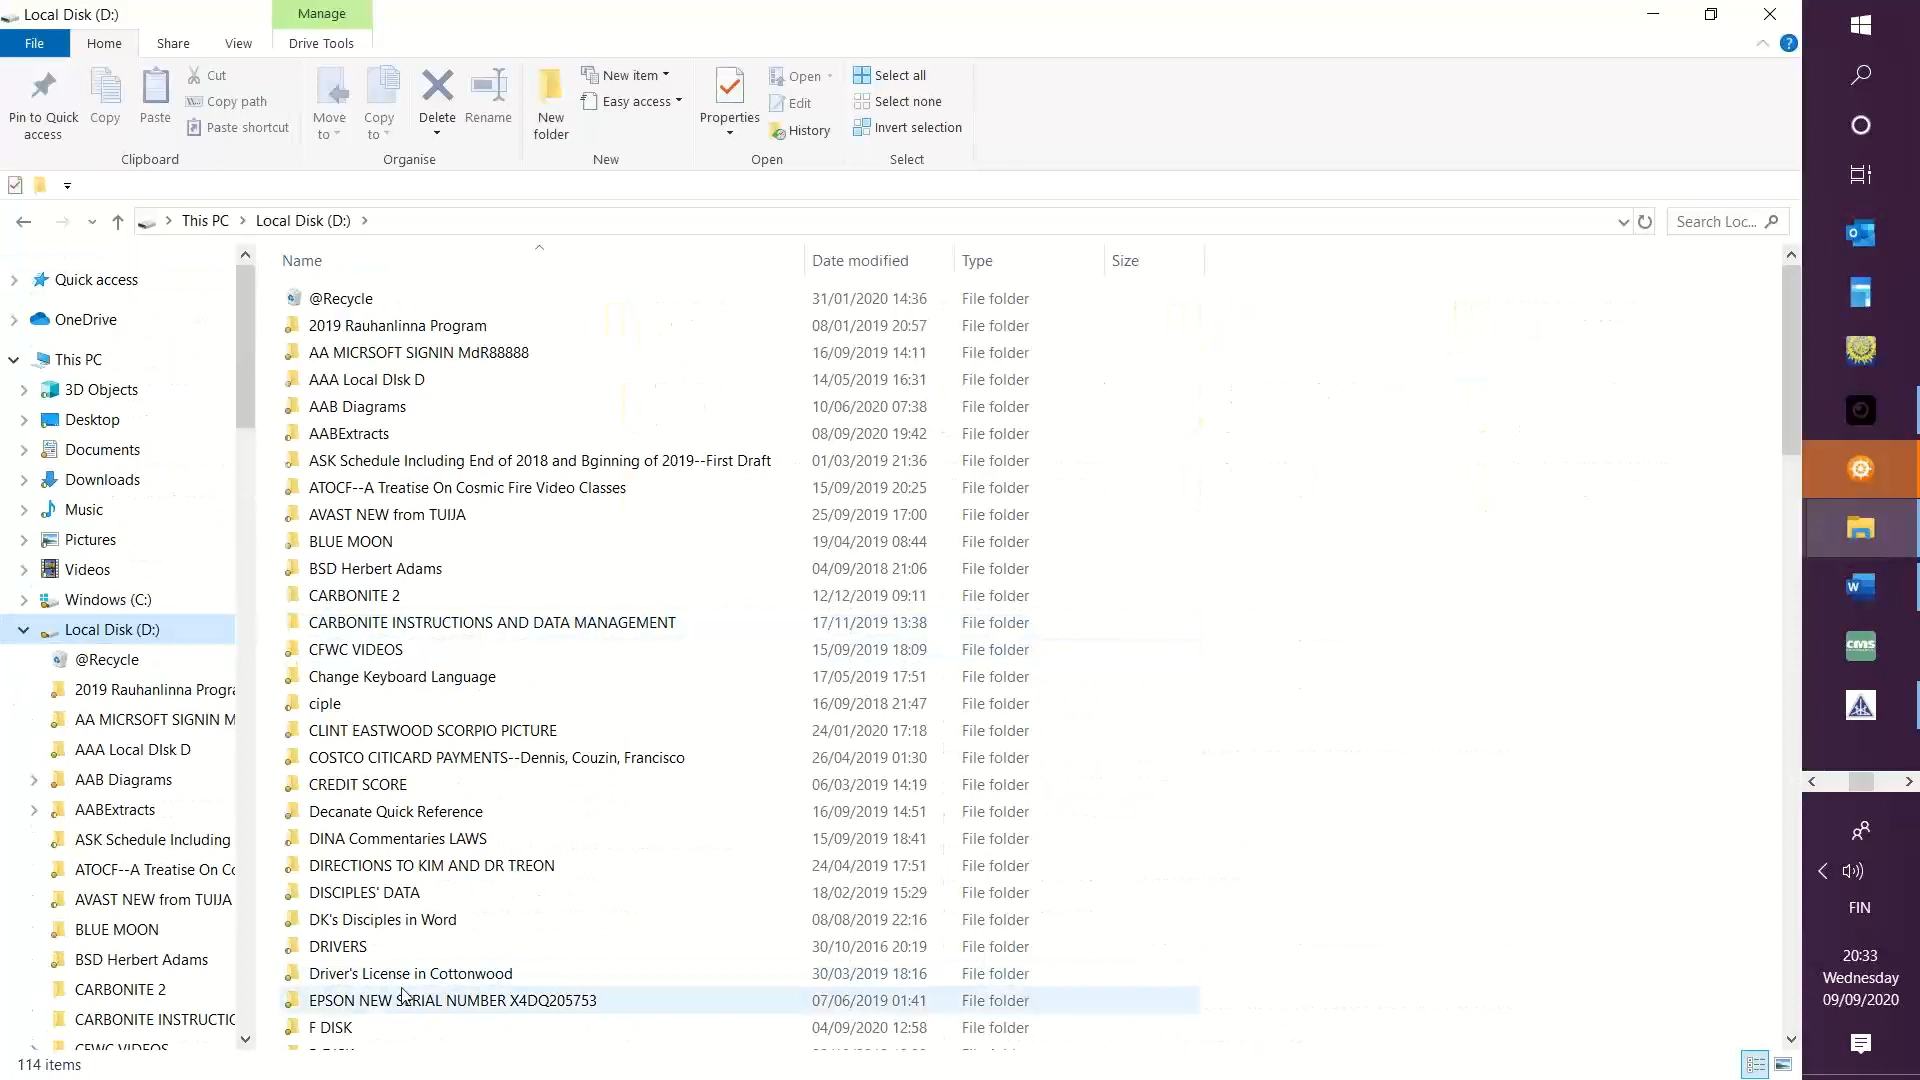 Local Disk (D:)
Manage
File
Home
Share
View
Drive Tools
Pin to Quick access
Copy
Paste
Cut
Copy path
Paste shortcut
Clipboard
Move to
Copy to
Delete
Rename
Organise
New folder
New item
Easy access
New
Properties
Open
Edit
History
Open
Select all
Select none
Invert selection
Select
This PC
Local Disk (D:)
Search Loc...
Name
Date modified
Type
Size
Quick access
OneDrive
This PC
3D Objects
Desktop
Documents
Downloads
Music
Pictures
Videos
Windows (C:)
Local Disk (D:)
@Recycle
2019 Rauhanlinna Progra
AA MICRSOFT SIGNIN M
AAA Local DIsk D
AAB Diagrams
AABExtracts
ASK Schedule Including
ATOCF--A Treatise On Co
AVAST NEW from TUIJA
BLUE MOON
BSD Herbert Adams
CARBONITE 2
CARBONITE INSTRUCTIO
CFWC VIDEOS
@Recycle 31/01/2020 14:36 File folder
2019 Rauhanlinna Program 08/01/2019 20:57 File folder
AA MICRSOFT SIGNIN MdR88888 16/09/2019 14:11 File folder
AAA Local DIsk D 14/05/2019 16:31 File folder
AAB Diagrams 10/06/2020 07:38 File folder
AABExtracts 08/09/2020 19:42 File folder
ASK Schedule Including End of 2018 and Bginning of 2019--First Draft 01/03/2019 21:36 File folder
ATOCF--A Treatise On Cosmic Fire Video Classes 15/09/2019 20:25 File folder
AVAST NEW from TUIJA 25/09/2019 17:00 File folder
BLUE MOON 19/04/2019 08:44 File folder
BSD Herbert Adams 04/09/2018 21:06 File folder
CARBONITE 2 12/12/2019 09:11 File folder
CARBONITE INSTRUCTIONS AND DATA MANAGEMENT 17/11/2019 13:38 File folder
CFWC VIDEOS 15/09/2019 18:09 File folder
Change Keyboard Language 17/05/2019 17:51 File folder
ciple 16/09/2018 21:47 File folder
CLINT EASTWOOD SCORPIO PICTURE 24/01/2020 17:18 File folder
COSTCO CITICARD PAYMENTS--Dennis, Couzin, Francisco 26/04/2019 01:30 File folder
CREDIT SCORE 06/03/2019 14:19 File folder
Decanate Quick Reference 16/09/2019 14:51 File folder
DINA Commentaries LAWS 15/09/2019 18:41 File folder
DIRECTIONS TO KIM AND DR TREON 24/04/2019 17:51 File folder
DISCIPLES' DATA 18/02/2019 15:29 File folder
DK's Disciples in Word 08/08/2019 22:16 File folder
DRIVERS 30/10/2016 20:19 File folder
Driver's License in Cottonwood 30/03/2019 18:16 File folder
EPSON NEW SERIAL NUMBER X4DQ205753 07/06/2019 01:41 File folder
F DISK 04/09/2020 12:58 File folder
114 items
CMS
FIN
20:33
Wednesday
09/09/2020